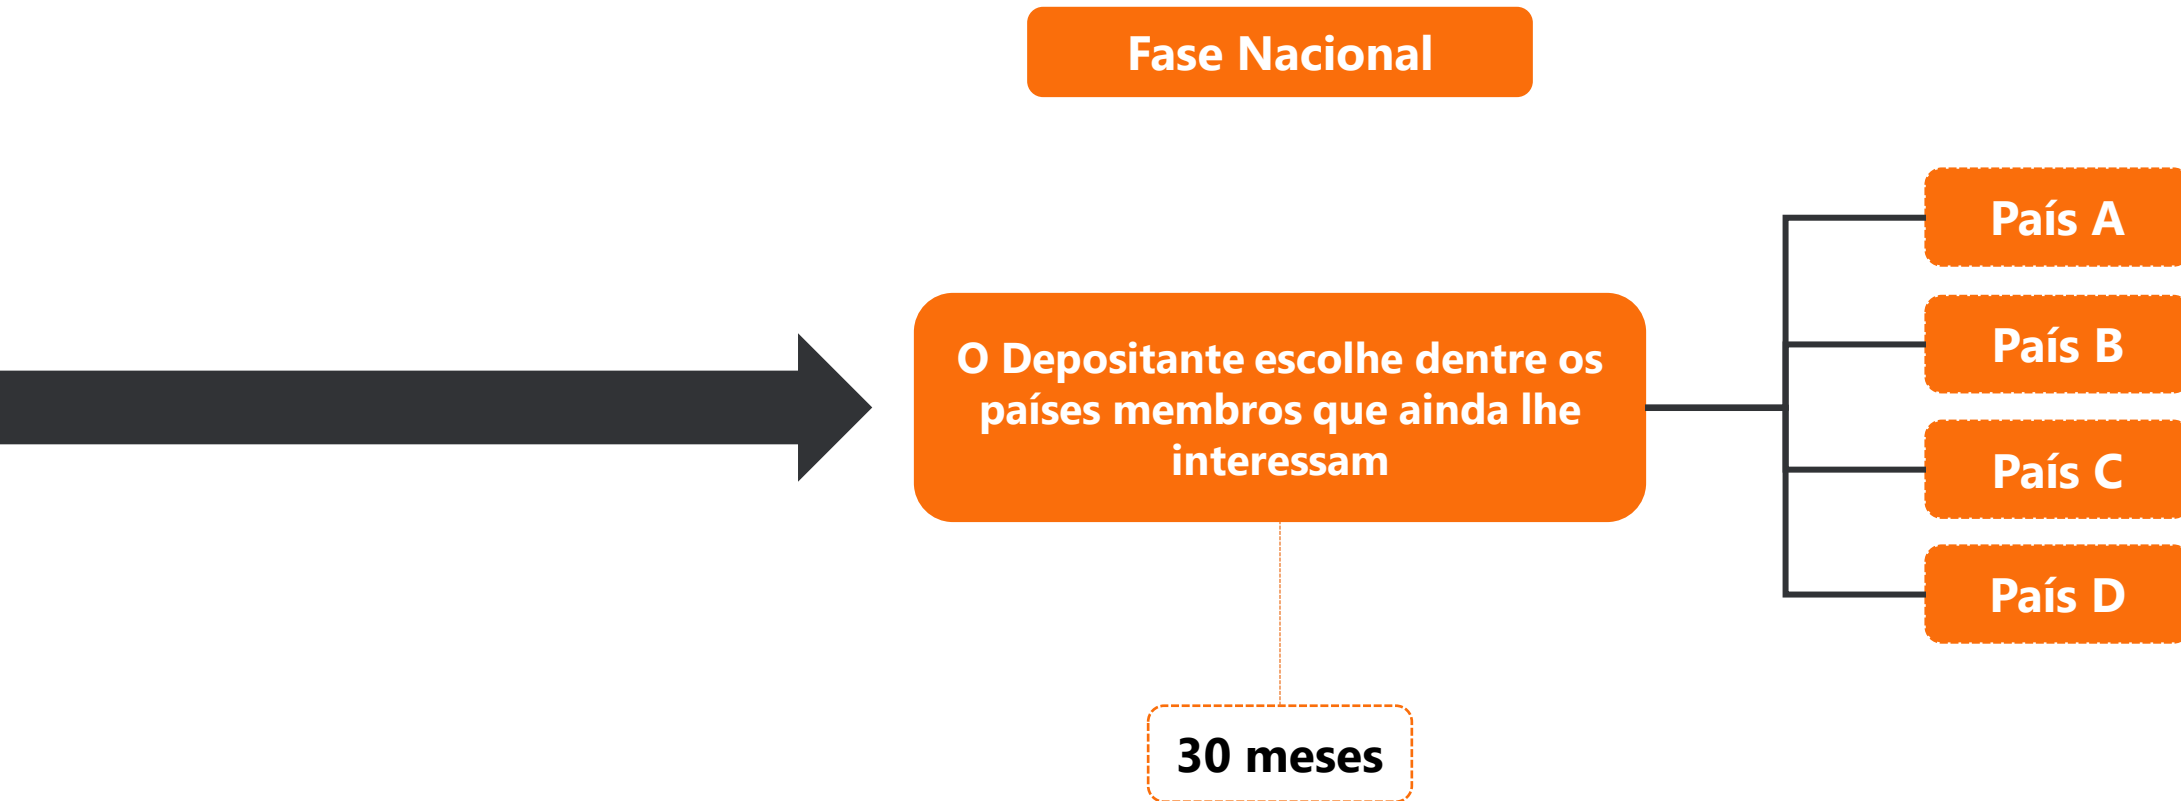 Fase Nacional
O Depositante escolhe dentre os
países membros que ainda lhe
interessam
País A
País B
País C
País D
30 meses